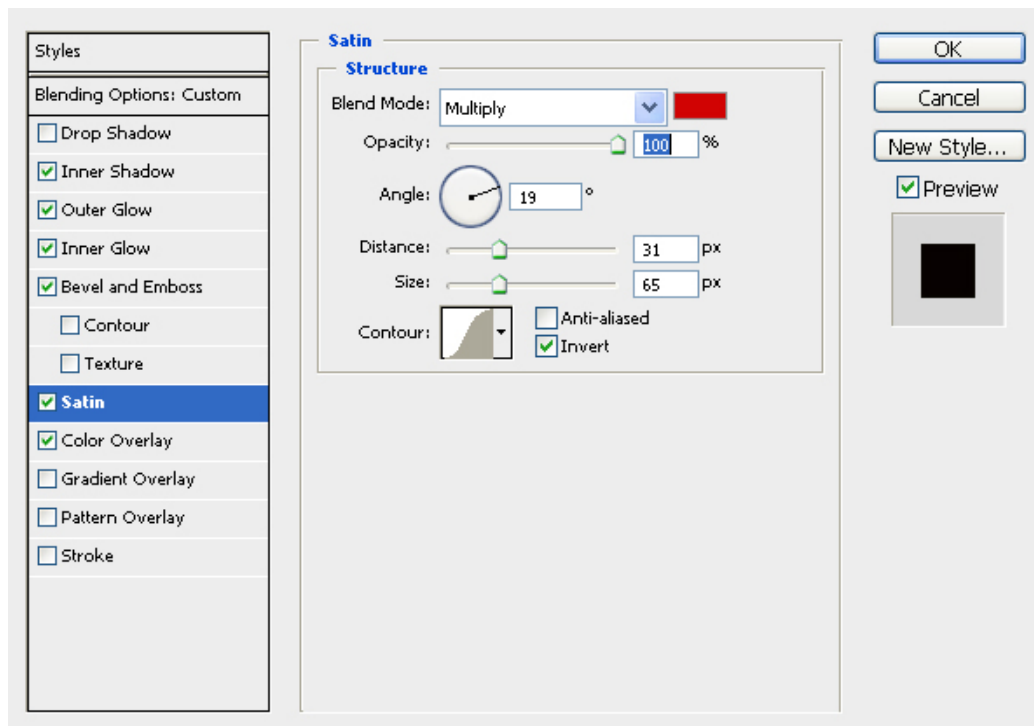 Styles
Blending Options: Custom
Drop Shadow
Inner Shadow
Outer Glow
Inner Glow
Bevel and Emboss
Contour
Texture
Satin
Color Overlay
Gradient Overlay
Pattern Overlay
Stroke
Satin
Structure
Blend Mode: Multiply
Opacity: 100 %
Angle: 19 °
Distance: 31 px
Size: 65 px
Contour: Anti-aliased
Invert
OK
Cancel
New Style...
Preview